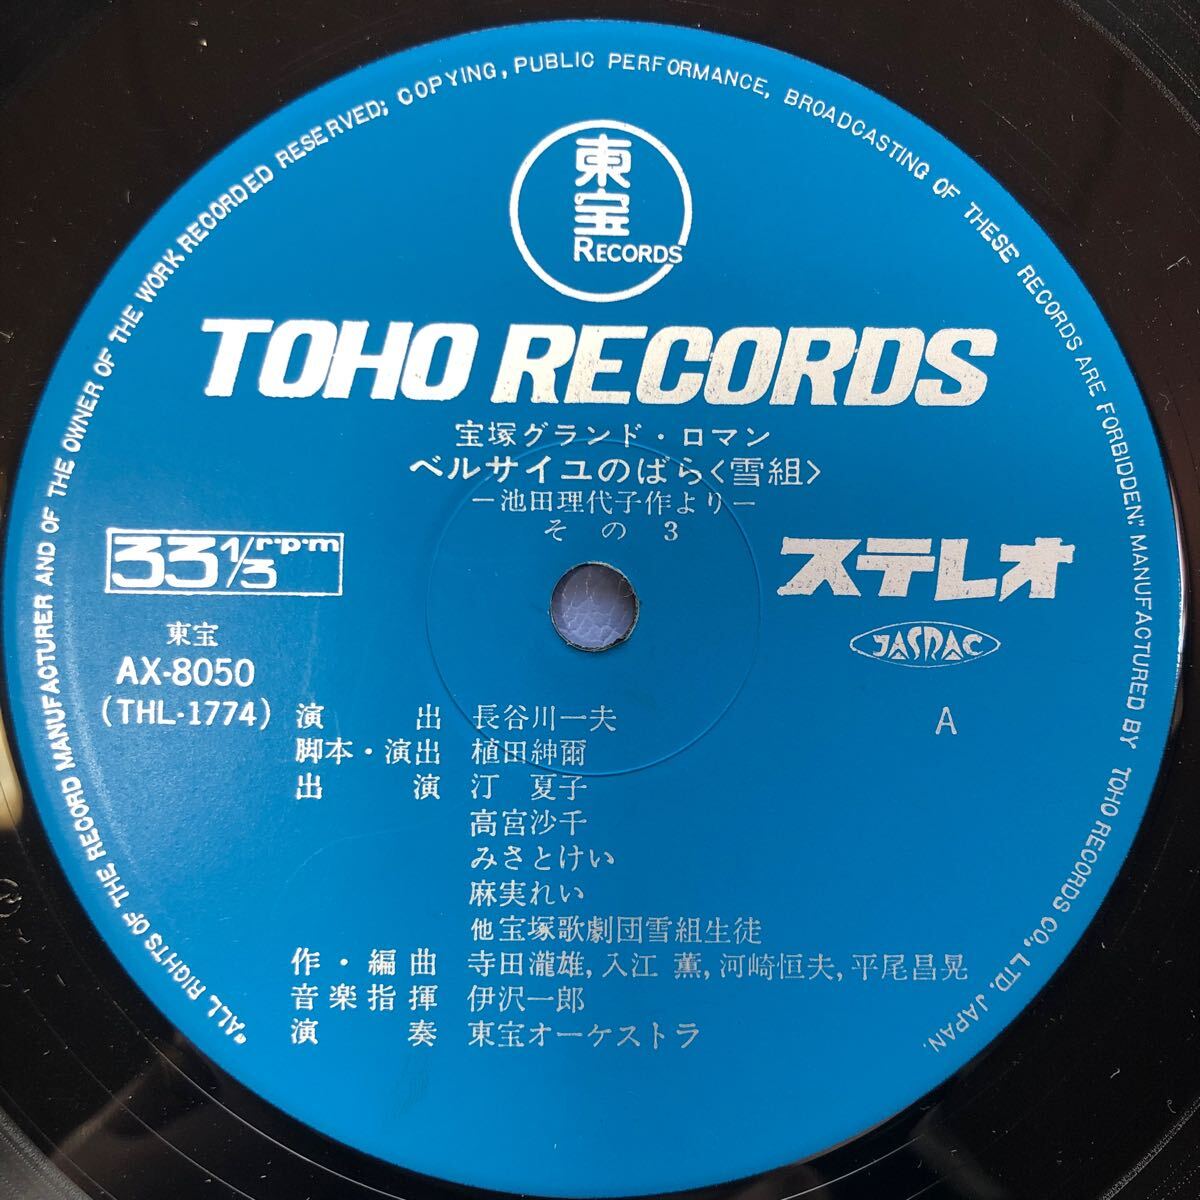 "ALL RIGHTS OF THE RECORD MANUFACTURER AND OF THE OWNER OF THE WORK RECORDED RESERVED; COPYING, PUBLIC PERFORMANCE, BROADCASTING OF THESE RECORDS ARE FORBIDDEN." MANUFACTURED BY TOHO RECORDS CO., LTD. JAPAN.
東宝
RECORDS
TOHO RECORDS
宝塚グランド・ロマン
ベルサイユのばら〈雪組〉
—池田理代子作より—
その3
33 1/3 r·p·m
ステレオ
東宝
JASRAC
AX-8050
(THL-1774)
A
演出 長谷川一夫
脚本・演出 植田紳爾
出演 汀 夏子
高宮沙千
みさとけい
麻実れい
他宝塚歌劇団雪組生徒
作・編曲 寺田瀧雄, 入江 薫, 河崎恒夫, 平尾昌晃
音楽指揮 伊沢一郎
演奏 東宝オーケストラ